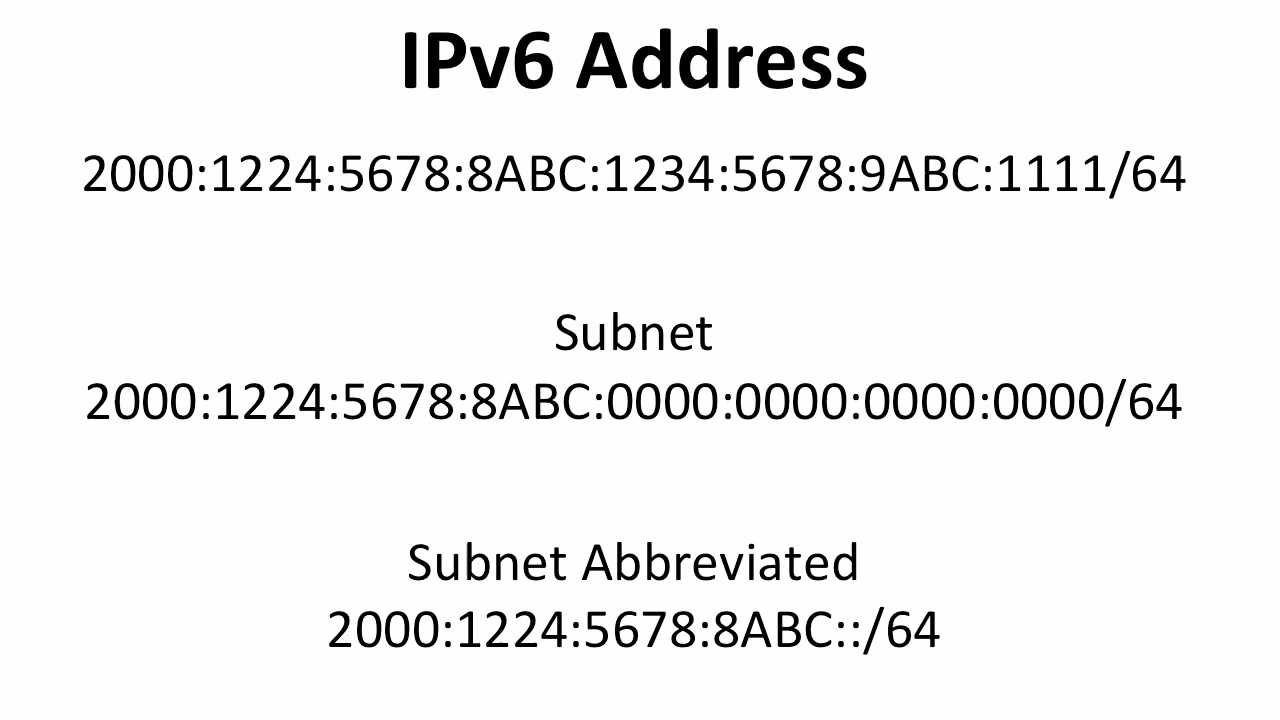 IPv6 Address
2000:1224:5678:8ABC:1234:5678:9ABC:1111/64
Subnet
2000:1224:5678:8ABC:0000:0000:0000:0000/64
Subnet Abbreviated
2000:1224:5678:8ABC::/64